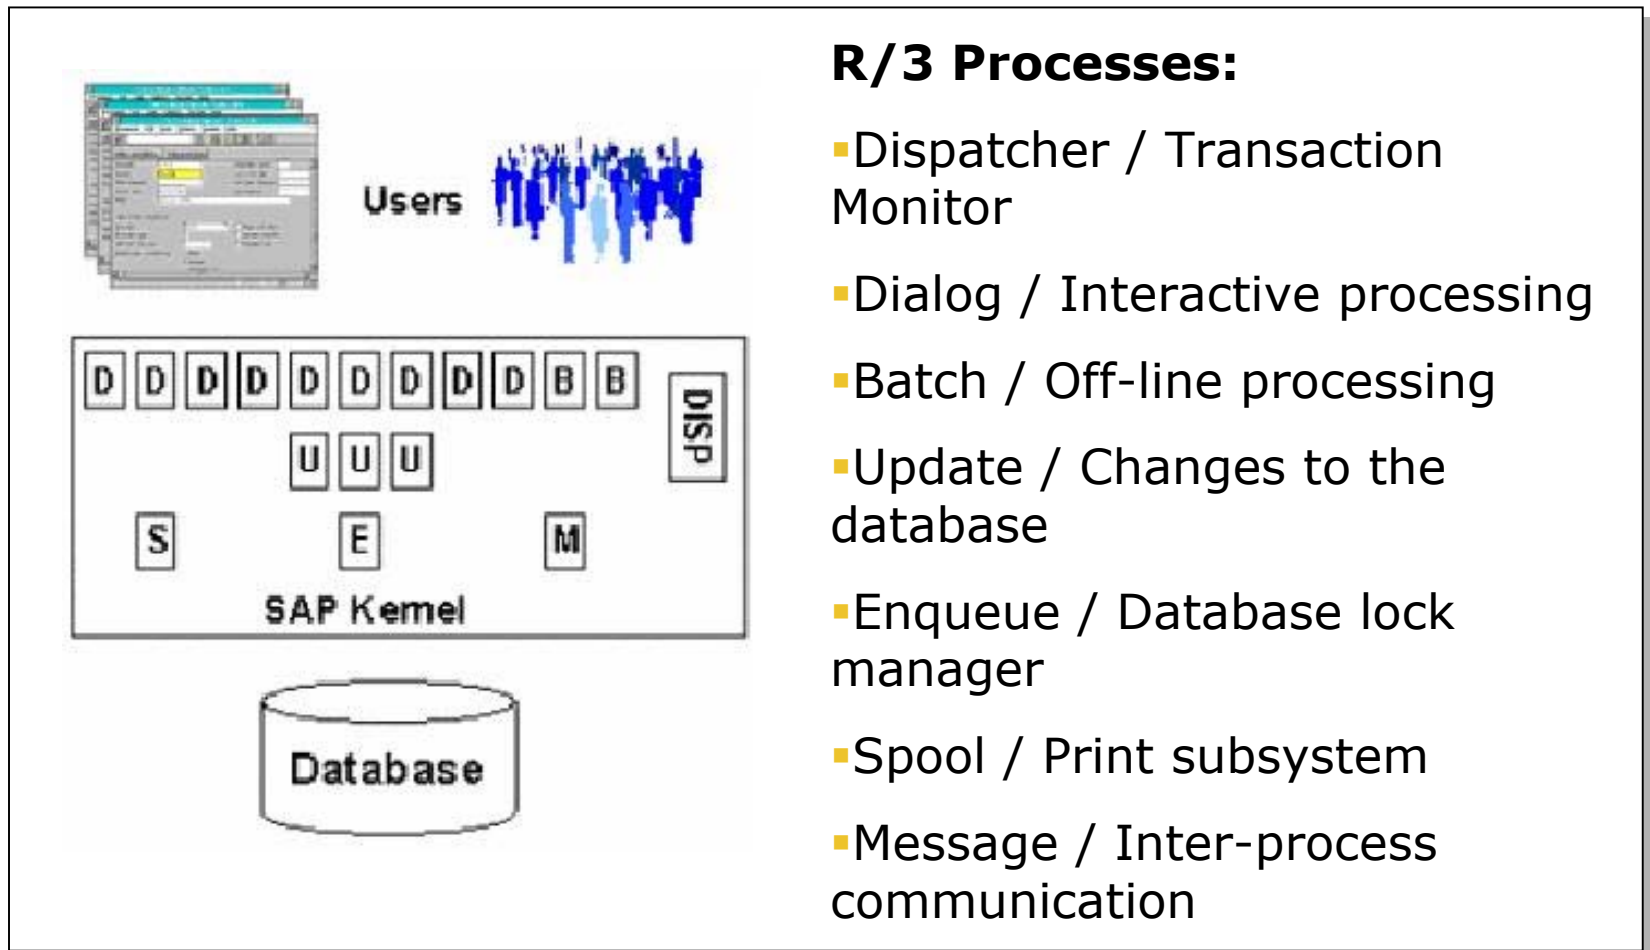 Users
D D D D D D D D D B B
DISP
U U U
S E M
SAP Kernel
Database
R/3 Processes:
▪Dispatcher / Transaction
Monitor
▪Dialog / Interactive processing
▪Batch / Off-line processing
▪Update / Changes to the
database
▪Enqueue / Database lock
manager
▪Spool / Print subsystem
▪Message / Inter-process
communication